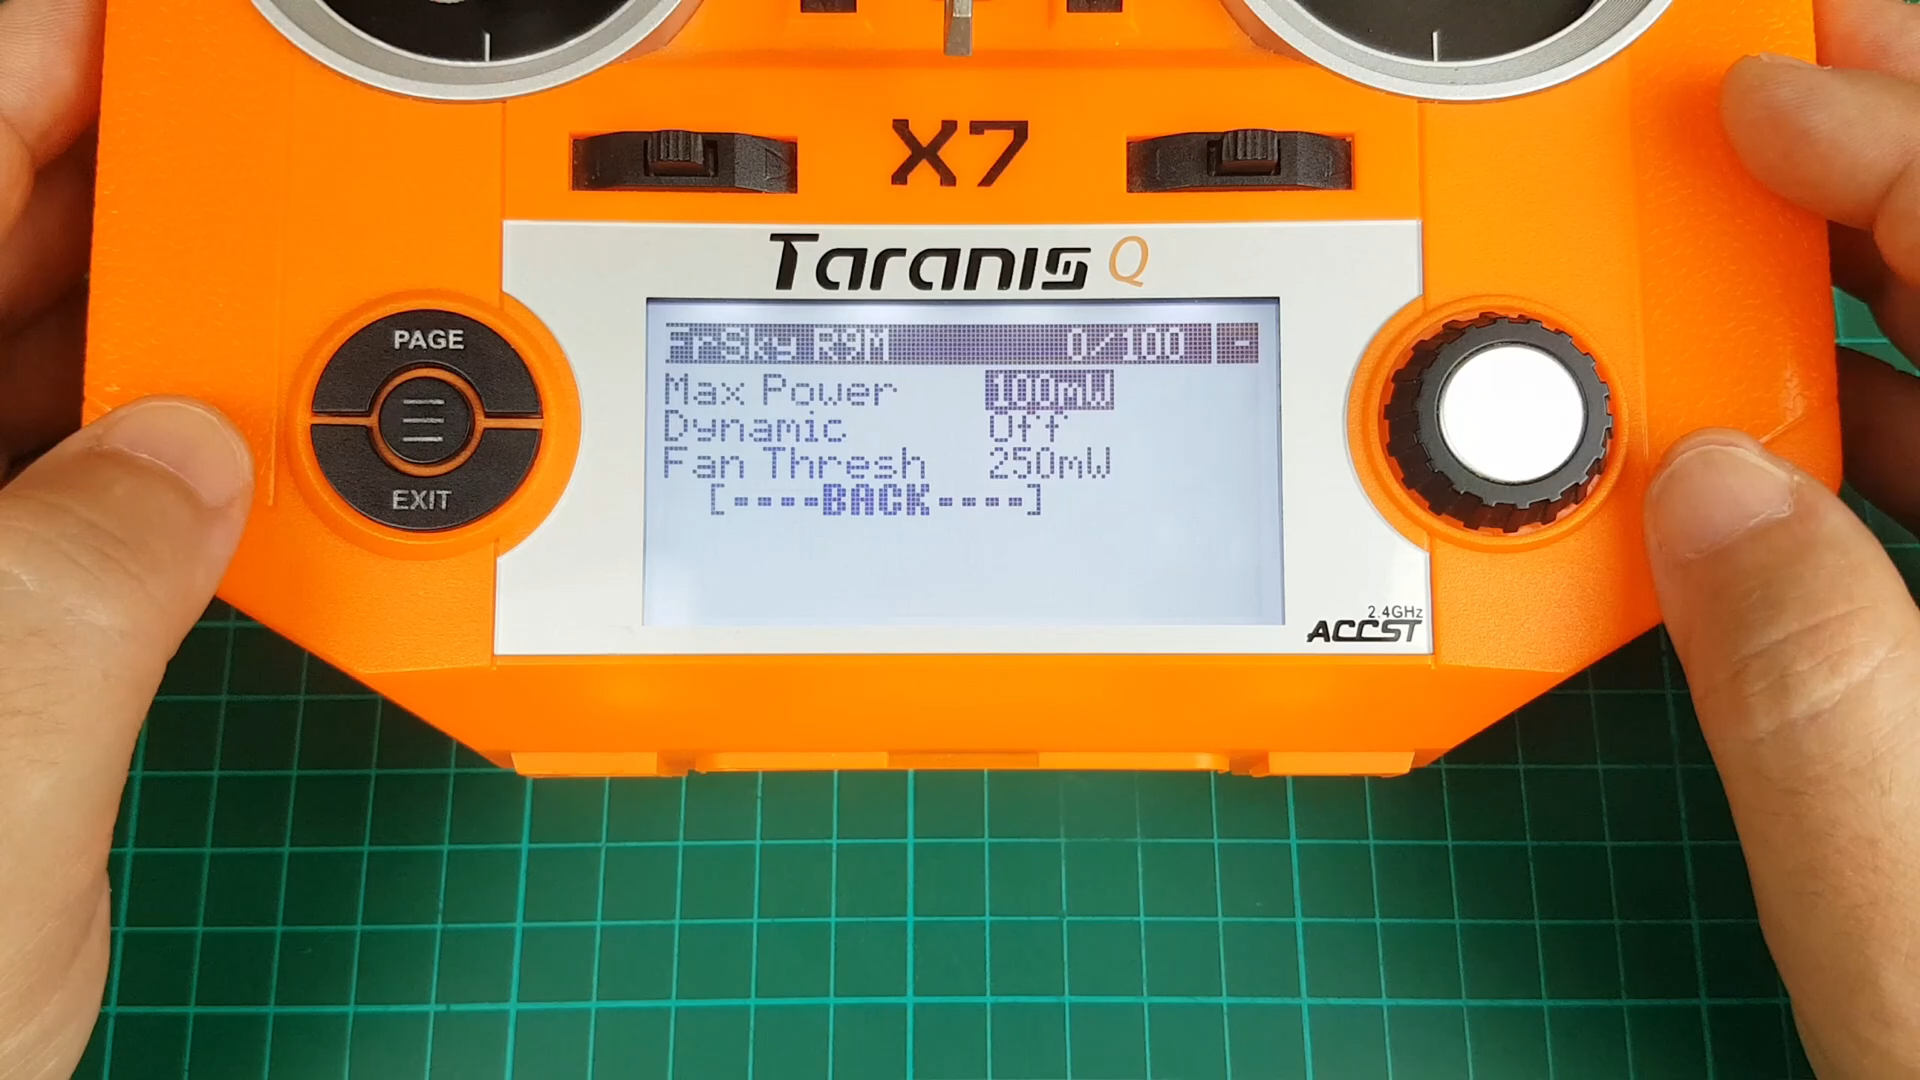 X7
Taranis Q
PAGE
EXIT
FrSky R9M 0/100 -
Max Power 100mW
Dynamic Off
Fan Thresh 250mW
[----BACK----]
2.4GHz
ACCST